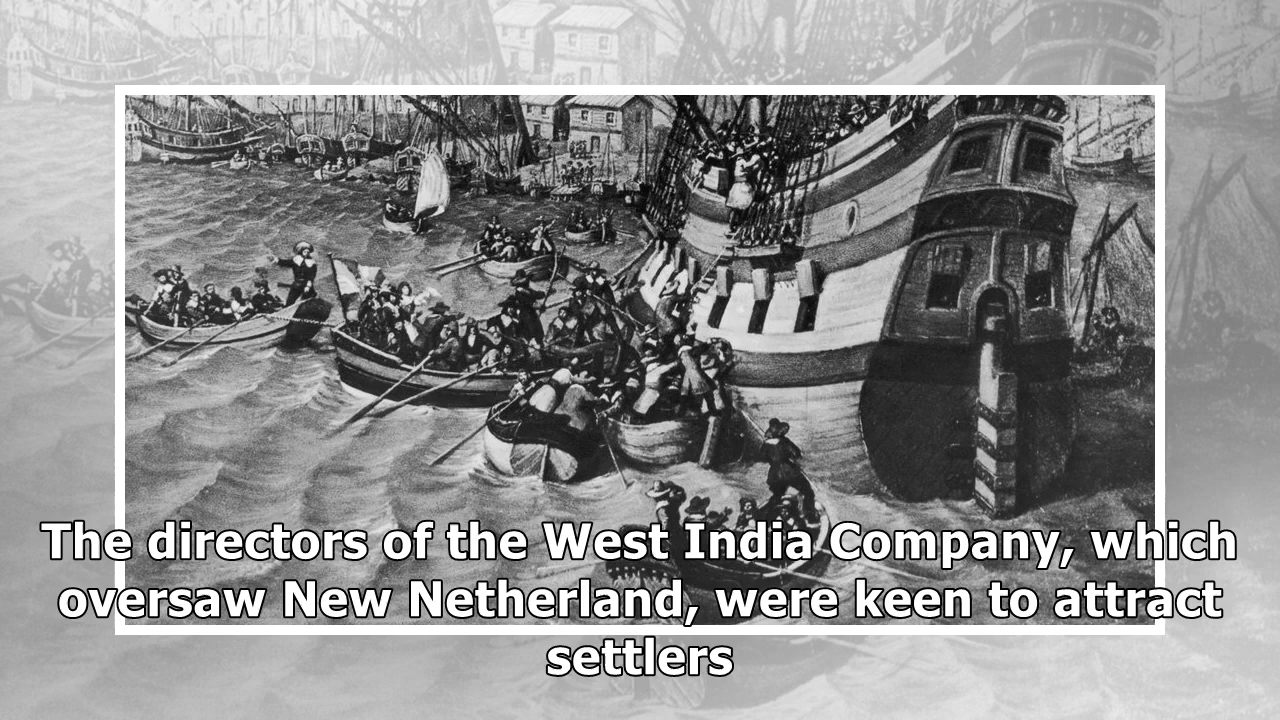 The directors of the West India Company, which
oversaw New Netherland, were keen to attract
settlers